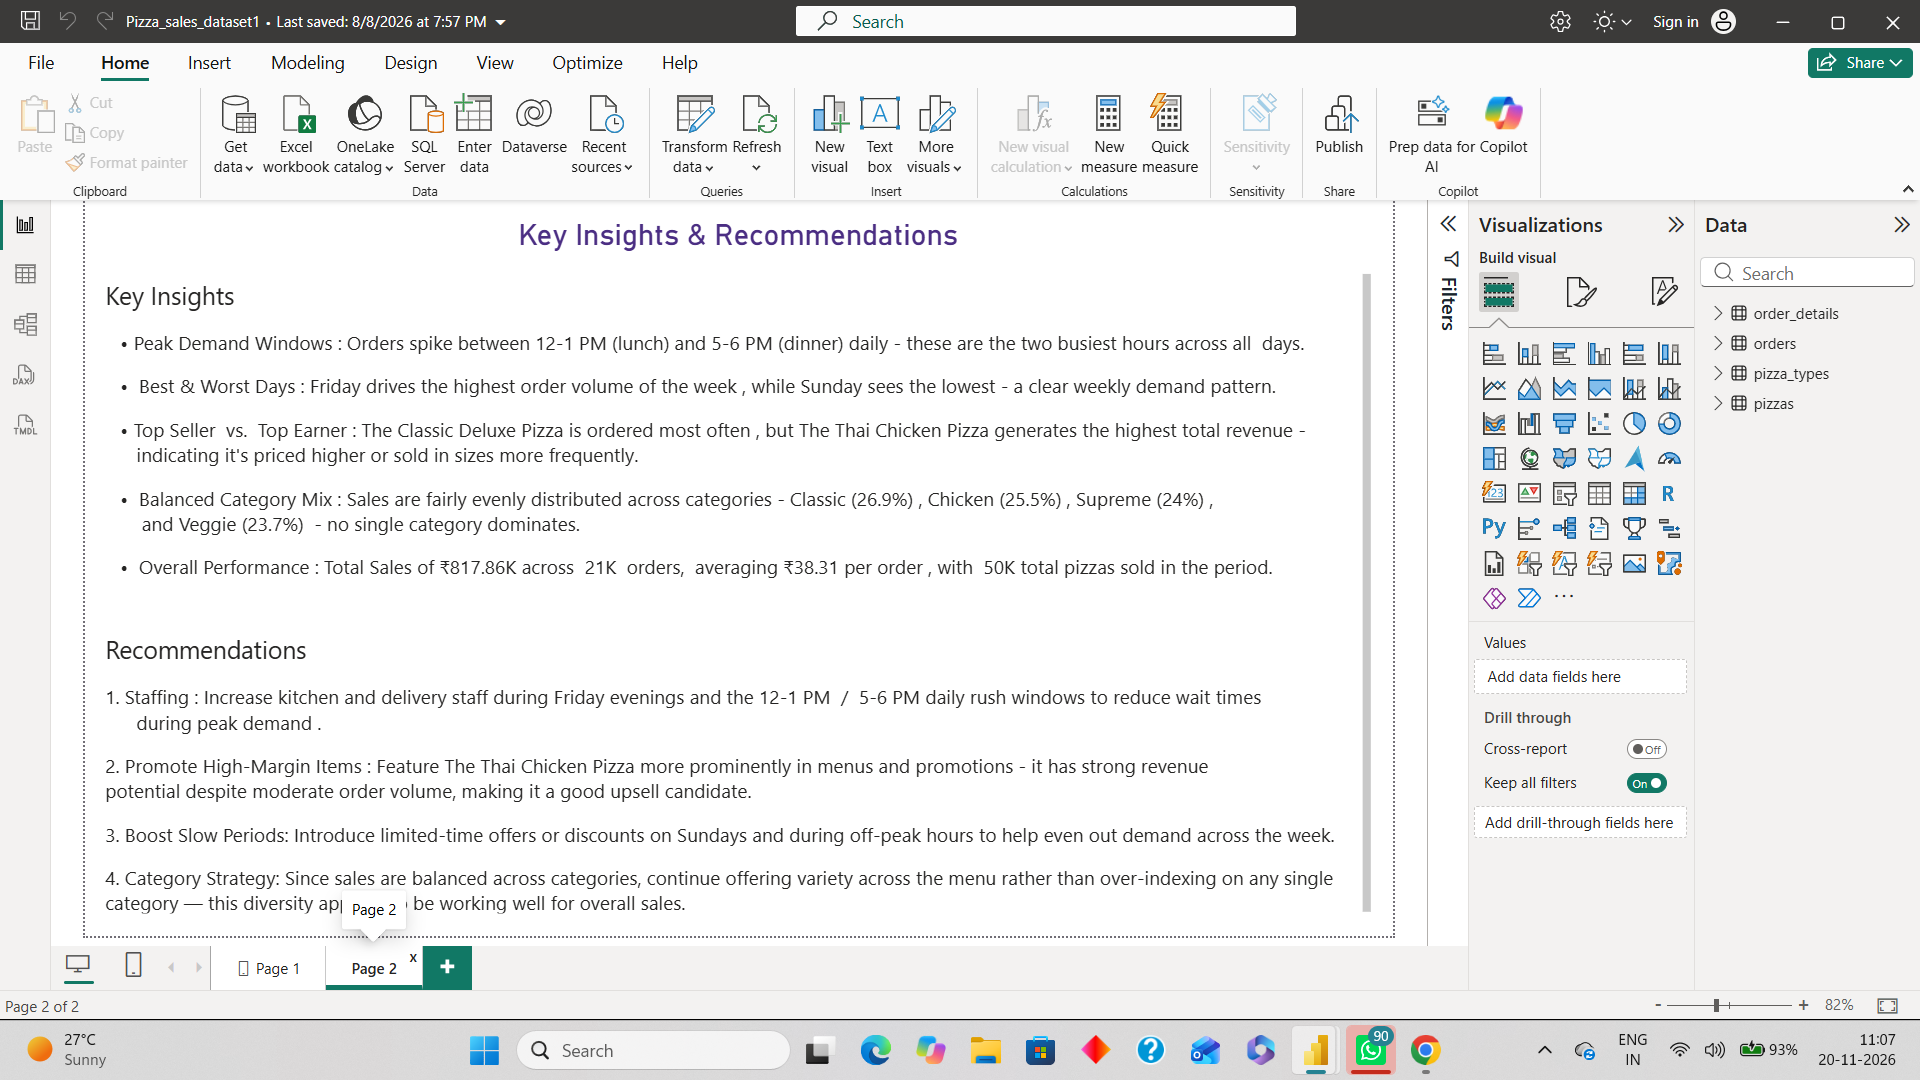 Pizza_sales_dataset1 • Last saved: 8/8/2026 at 7:57 PM
Search
Sign in
File
Home
Insert
Modeling
Design
View
Optimize
Help
Share
Paste
Cut
Copy
Format painter
Clipboard
Get data
Excel workbook
OneLake catalog
SQL Server
Enter data
Dataverse
Recent sources
Data
Transform data
Refresh
Queries
New visual
Text box
More visuals
Insert
New visual calculation
New measure
Quick measure
Calculations
Sensitivity
Sensitivity
Publish
Share
Prep data for AI
Copilot
Copilot
DAX
TMDL
Key Insights & Recommendations
Key Insights
• Peak Demand Windows : Orders spike between 12-1 PM (lunch) and 5-6 PM (dinner) daily - these are the two busiest hours across all days.
• Best & Worst Days : Friday drives the highest order volume of the week , while Sunday sees the lowest - a clear weekly demand pattern.
• Top Seller vs. Top Earner : The Classic Deluxe Pizza is ordered most often , but The Thai Chicken Pizza generates the highest total revenue -
indicating it's priced higher or sold in sizes more frequently.
• Balanced Category Mix : Sales are fairly evenly distributed across categories - Classic (26.9%) , Chicken (25.5%) , Supreme (24%) ,
and Veggie (23.7%) - no single category dominates.
• Overall Performance : Total Sales of ₹817.86K across 21K orders, averaging ₹38.31 per order , with 50K total pizzas sold in the period.
Recommendations
1. Staffing : Increase kitchen and delivery staff during Friday evenings and the 12-1 PM / 5-6 PM daily rush windows to reduce wait times
during peak demand .
2. Promote High-Margin Items : Feature The Thai Chicken Pizza more prominently in menus and promotions - it has strong revenue
potential despite moderate order volume, making it a good upsell candidate.
3. Boost Slow Periods: Introduce limited-time offers or discounts on Sundays and during off-peak hours to help even out demand across the week.
4. Category Strategy: Since sales are balanced across categories, continue offering variety across the menu rather than over-indexing on any single
category — this diversity be working well for overall sales.
Page 2
Filters
Visualizations
Build visual
123
R
Py
...
Values
Add data fields here
Drill through
Cross-report
Off
Keep all filters
On
Add drill-through fields here
Data
Search
order_details
orders
pizza_types
pizzas
Page 1
Page 2
x
+
Page 2 of 2
- + 82%
27°C
Sunny
Search
90
ENG
IN
93%
11:07
20-11-2026